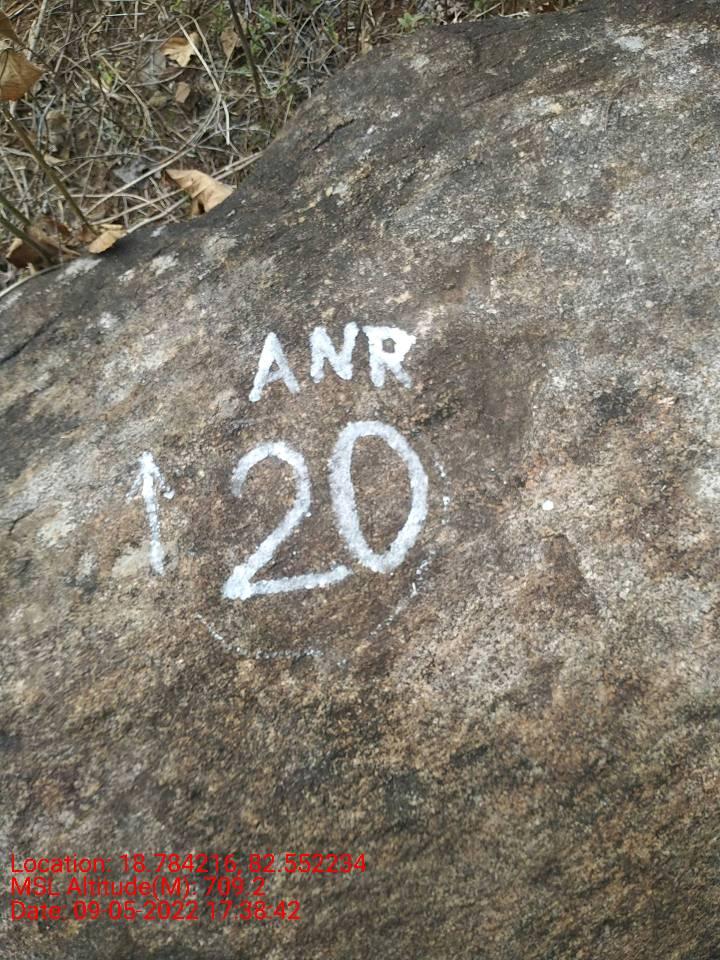 ANR
↑ 20
Location: 18.784216, 82.552234
MSL Altitude(M): 709.2
Date: 09-05-2022 17:38:42